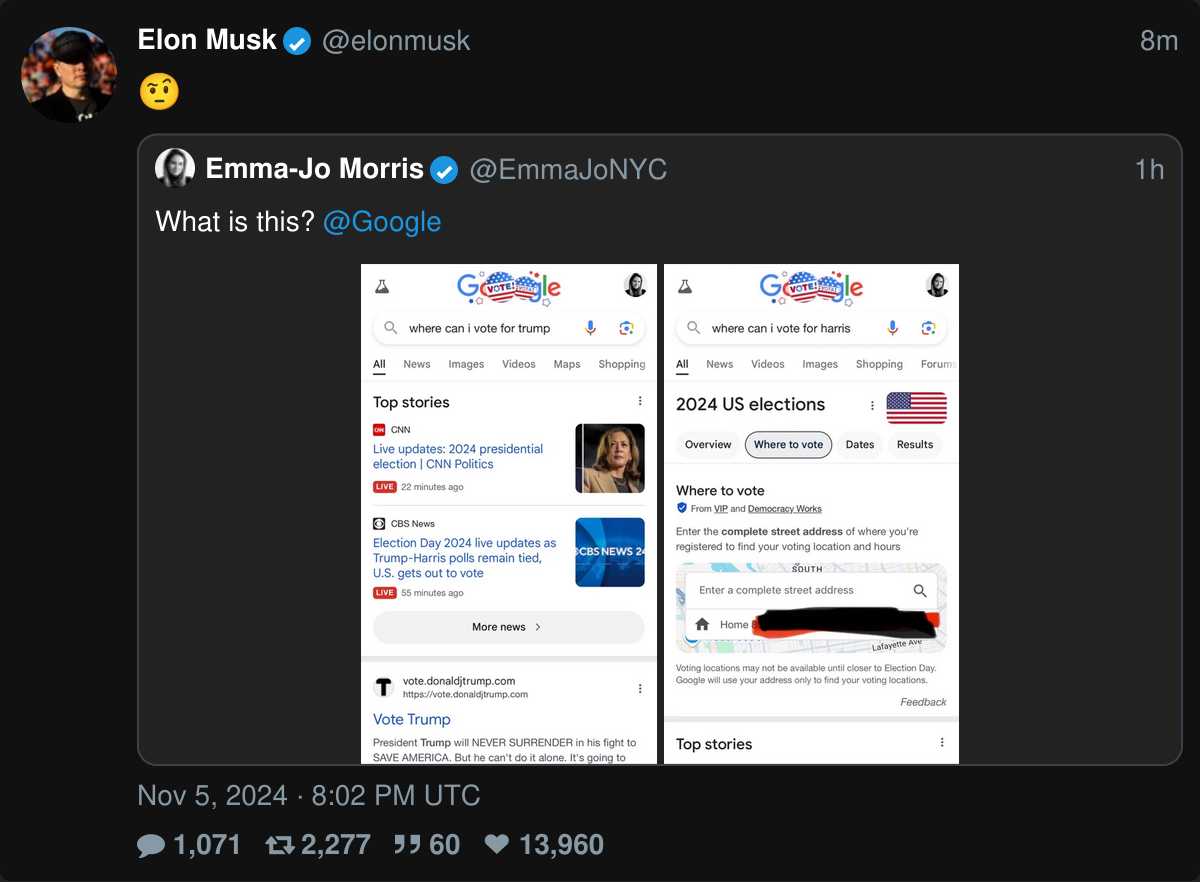 Elon Musk @elonmusk 8m
🤨
Emma-Jo Morris @EmmaJoNYC 1h
What is this? @Google
Google
VOTE!
where can i vote for trump
All News Images Videos Maps Shopping
Top stories
CNN
Live updates: 2024 presidential
election | CNN Politics
LIVE 22 minutes ago
CBS News
Election Day 2024 live updates as
Trump-Harris polls remain tied,
U.S. gets out to vote
LIVE 55 minutes ago
CBS NEWS 24
More news >
vote.donaldjtrump.com
https://vote.donaldjtrump.com
Vote Trump
President Trump will NEVER SURRENDER in his fight to
SAVE AMERICA. But he can't do it alone. It's going to
Google
VOTE!
where can i vote for harris
All News Videos Images Shopping Forums
2024 US elections
Overview Where to vote Dates Results
Where to vote
From VIP and Democracy Works
Enter the complete street address of where you're
registered to find your voting location and hours
SOUTH
Enter a complete street address
Home 8
Lafayette Ave
Voting locations may not be available until closer to Election Day.
Google will use your address only to find your voting locations.
Feedback
Top stories
Nov 5, 2024 · 8:02 PM UTC
1,071 2,277 60 13,960